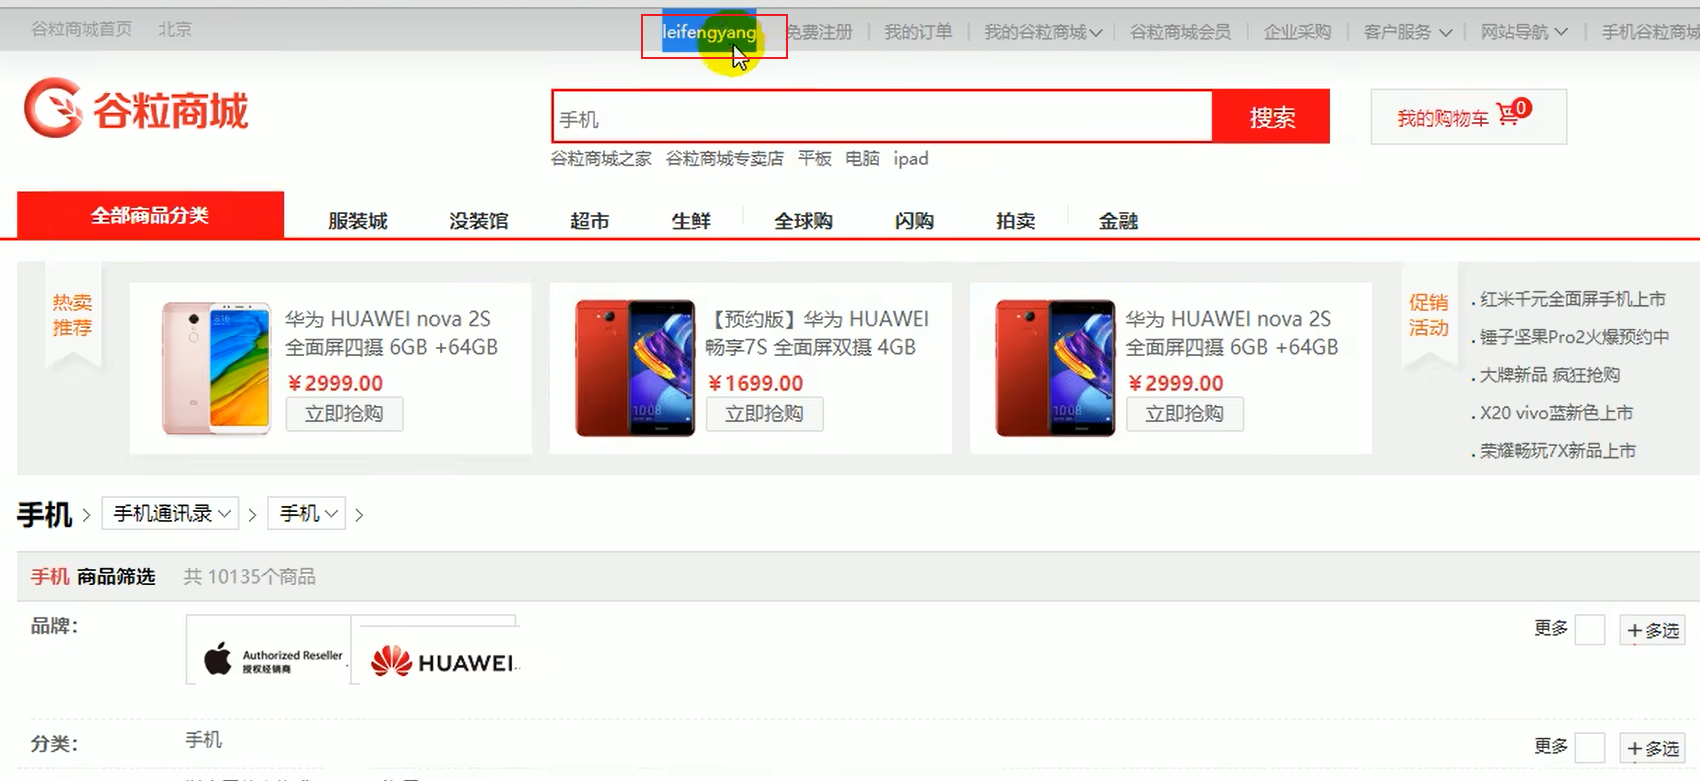 谷粒商城首页 北京 leifengyang 免费注册 我的订单 我的谷粒商城 谷粒商城会员 企业采购 客户服务 网站导航 手机谷粒商城
谷粒商城
手机 搜索 我的购物车 0
谷粒商城之家 谷粒商城专卖店 平板 电脑 ipad
全部商品分类 服装城 没装馆 超市 生鲜 全球购 闪购 拍卖 金融
热卖
推荐
华为 HUAWEI nova 2S
全面屏四摄 6GB +64GB
￥2999.00
立即抢购
【预约版】华为 HUAWEI
畅享7S 全面屏双摄 4GB
￥1699.00
立即抢购
华为 HUAWEI nova 2S
全面屏四摄 6GB +64GB
￥2999.00
立即抢购
促销
活动
. 红米千元全面屏手机上市
. 锤子坚果Pro2火爆预约中
. 大牌新品 疯狂抢购
. X20 vivo蓝新色上市
. 荣耀畅玩7X新品上市
手机 > 手机通讯录 > 手机 >
手机 商品筛选 共 10135个商品
品牌： Authorized Reseller
授权经销商
HUAWEI 更多 +多选
分类： 手机 更多 +多选